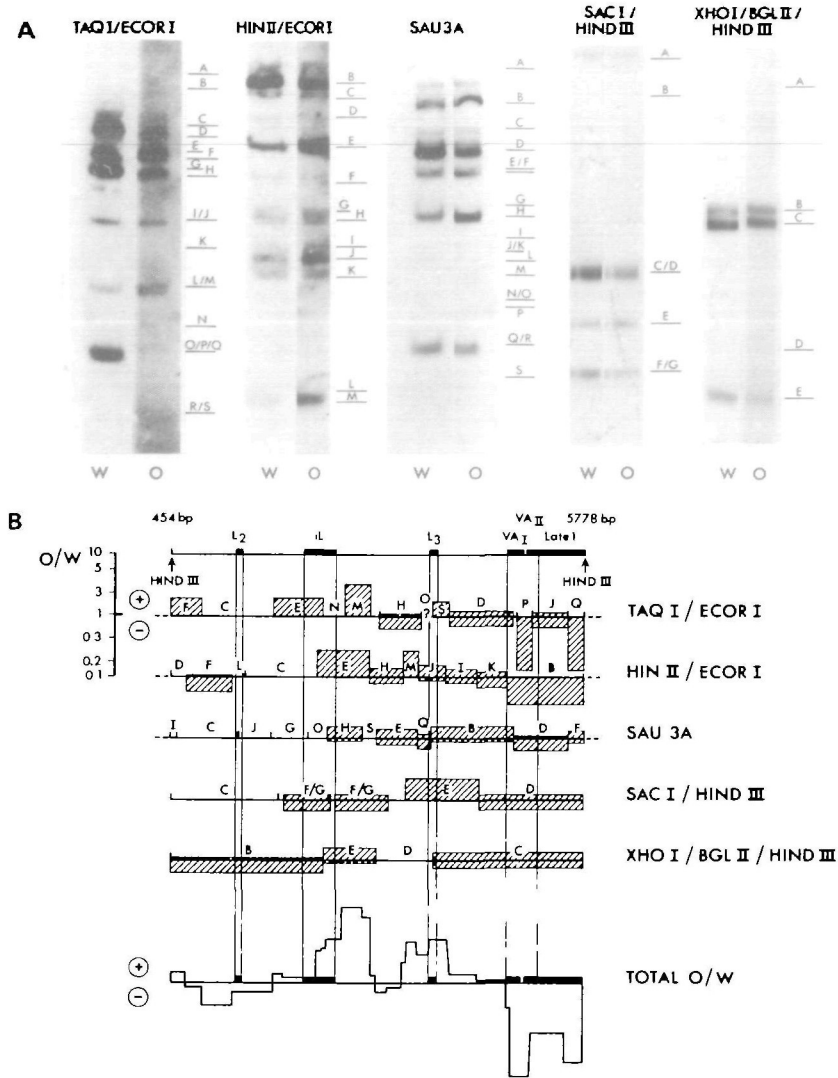 A
TAQ I/ECOR I
HIN II/ECOR I
SAU 3A
SAC I/
HIND III
XHO I/BGL II/
HIND III
A
B
C
D
E
F
G
H
I/J
K
L/M
N
O/P/O
R/S
B
C
D
E
F
G
H
I
J
K
L
M
A
B
C
D
E/F
G
H
I
J/K
L
M
N/O
P
Q/R
S
A
B
C/D
E
F/G
A
B
C
D
E
W O
W O
W O
W O
W O
B
454 bp L2 iL L3 VA I VA II Late 1 5778 bp
O/W
10
5
3
1
0.3
0.2
0.1
+
−
HIND III HIND III
F C E N M H O ? S D P J Q TAQ I / ECOR I
D F L C E H M J I K B HIN II / ECOR I
I C J G O H S E Q B D F SAU 3A
C F/G F/G E D SAC I / HIND III
B E D C XHO I / BGL II / HIND III
+
−
TOTAL O/W